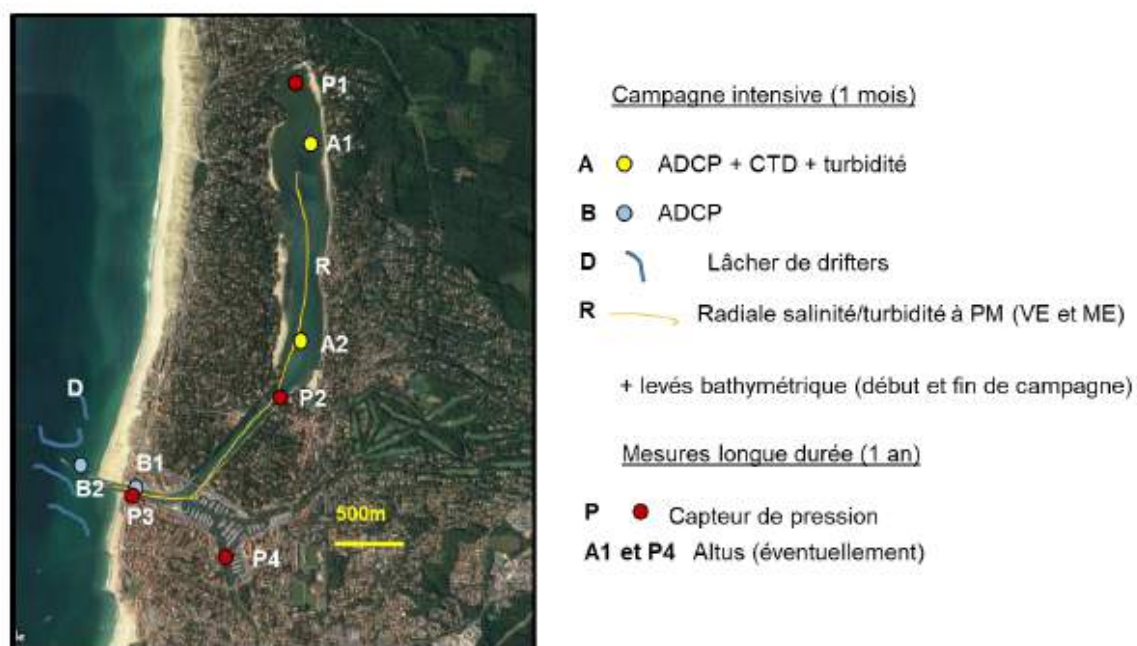 P1
A1
R
A2
D
P2
B1
B2
P3
500m
P4
le
Campagne intensive (1 mois)
A ADCP + CTD + turbidité
B ADCP
D Lâcher de drifters
R Radiale salinité/turbidité à PM (VE et ME)
+ levés bathymétrique (début et fin de campagne)
Mesures longue durée (1 an)
P Capteur de pression
A1 et P4 Altus (éventuellement)